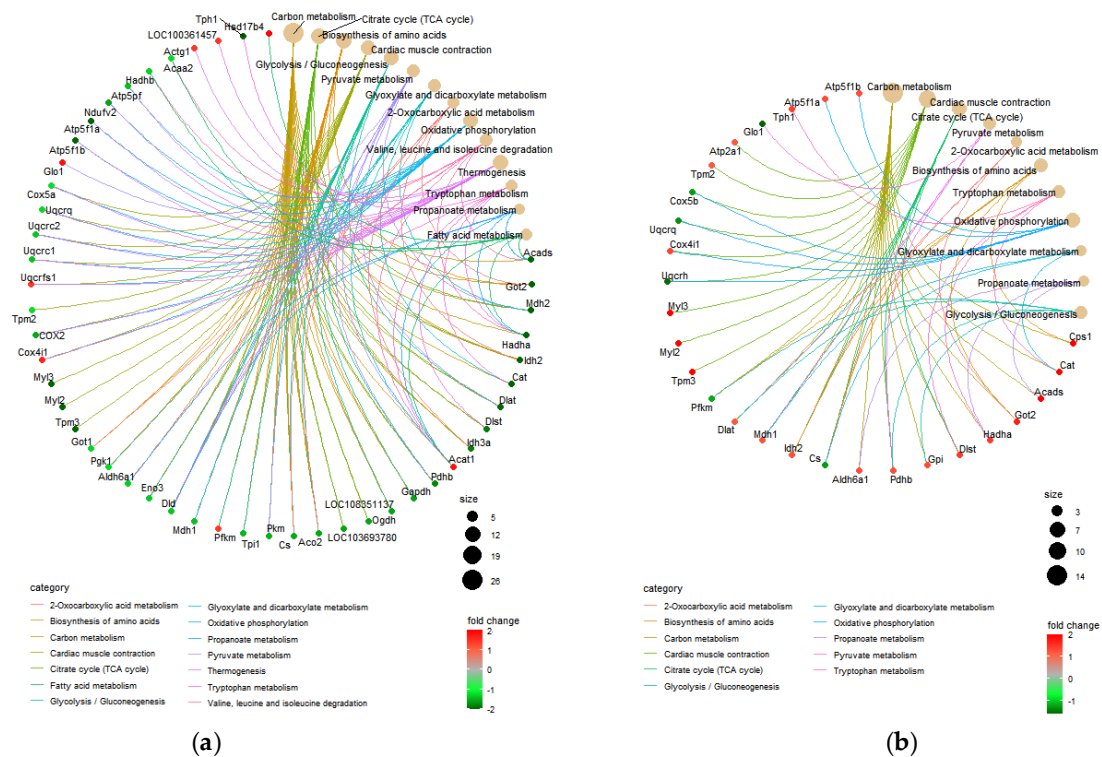 Carbon metabolism
Citrate cycle (TCA cycle)
Biosynthesis of amino acids
Cardiac muscle contraction
Glycolysis / Gluconeogenesis
Pyruvate metabolism
Glyoxylate and dicarboxylate metabolism
2-Oxocarboxylic acid metabolism
Oxidative phosphorylation
Valine, leucine and isoleucine degradation
Thermogenesis
Tryptophan metabolism
Propanoate metabolism
Fatty acid metabolism
Acads
Got2
Mdh2
Hadha
Idh2
Cat
Dlat
Dlst
Idh3a
Acat1
Pdhb
Gapdh
LOC108351137
Ogdh
LOC103693780
Aco2
Cs
Pkm
Tpi1
Pfkm
Mdh1
Dld
Eno3
Aldh6a1
Pgk1
Got1
Tpm3
Myl2
Myl3
Cox4i1
COX2
Tpm2
Uqcrfs1
Uqcrc1
Uqcrc2
Uqcrq
Cox5a
Glo1
Atp5f1b
Atp5f1a
Ndufv2
Atp5pf
Hadhb
Acaa2
Actg1
LOC100361457
Tph1
Hsd17b4
size
5
12
19
26
category
2-Oxocarboxylic acid metabolism
Biosynthesis of amino acids
Carbon metabolism
Cardiac muscle contraction
Citrate cycle (TCA cycle)
Fatty acid metabolism
Glycolysis / Gluconeogenesis
Glyoxylate and dicarboxylate metabolism
Oxidative phosphorylation
Propanoate metabolism
Pyruvate metabolism
Thermogenesis
Tryptophan metabolism
Valine, leucine and isoleucine degradation
fold change
2
1
0
-1
-2
(a)
Carbon metabolism
Cardiac muscle contraction
Citrate cycle (TCA cycle)
Pyruvate metabolism
2-Oxocarboxylic acid metabolism
Biosynthesis of amino acids
Tryptophan metabolism
Oxidative phosphorylation
Glyoxylate and dicarboxylate metabolism
Propanoate metabolism
Glycolysis / Gluconeogenesis
Cps1
Cat
Acads
Got2
Hadha
Dlst
Gpi
Pdhb
Aldh6a1
Cs
Idh2
Mdh1
Dlat
Pfkm
Tpm3
Myl2
Myl3
Uqcrh
Cox4i1
Uqcrq
Cox5b
Tpm2
Atp2a1
Glo1
Tph1
Atp5f1a
Atp5f1b
size
3
7
10
14
category
2-Oxocarboxylic acid metabolism
Biosynthesis of amino acids
Carbon metabolism
Cardiac muscle contraction
Citrate cycle (TCA cycle)
Glycolysis / Gluconeogenesis
Glyoxylate and dicarboxylate metabolism
Oxidative phosphorylation
Propanoate metabolism
Pyruvate metabolism
Tryptophan metabolism
fold change
2
1
0
-1
(b)